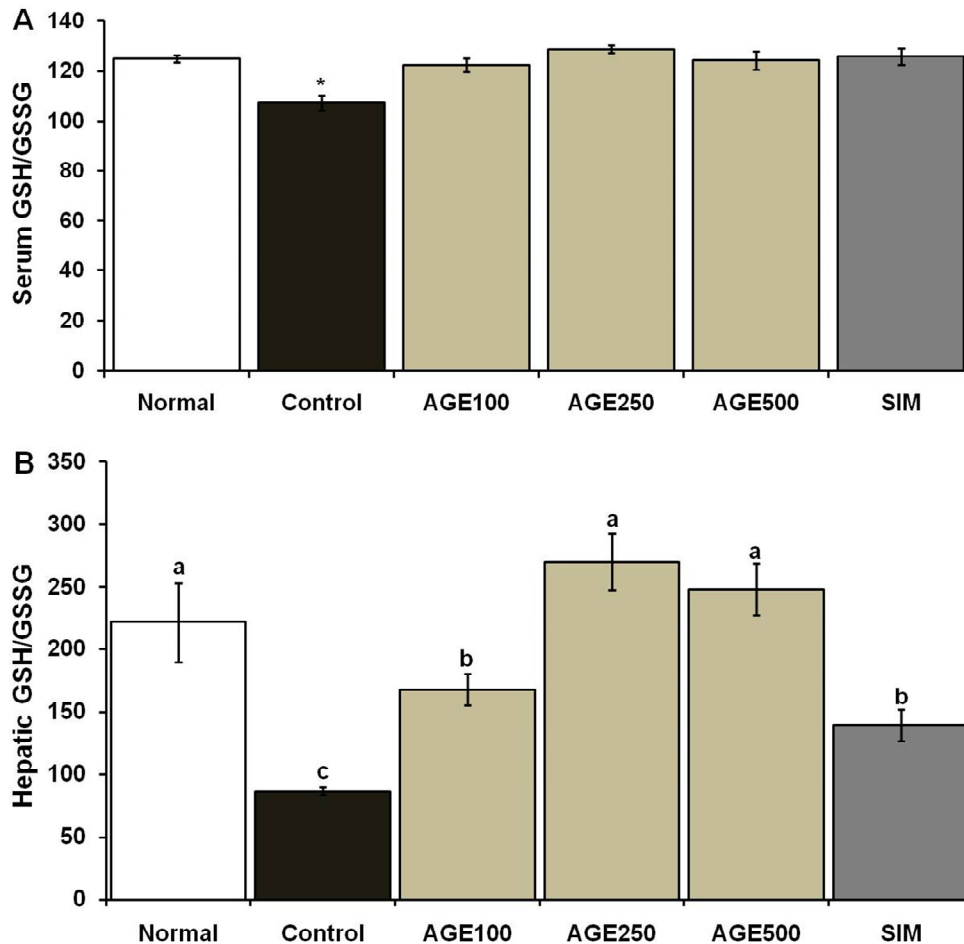 A
140
120
100
80
60
40
20
0
Serum GSH/GSSG
*
Normal Control AGE100 AGE250 AGE500 SIM
B
350
300
250
200
150
100
50
0
Hepatic GSH/GSSG
a c b a a b
Normal Control AGE100 AGE250 AGE500 SIM